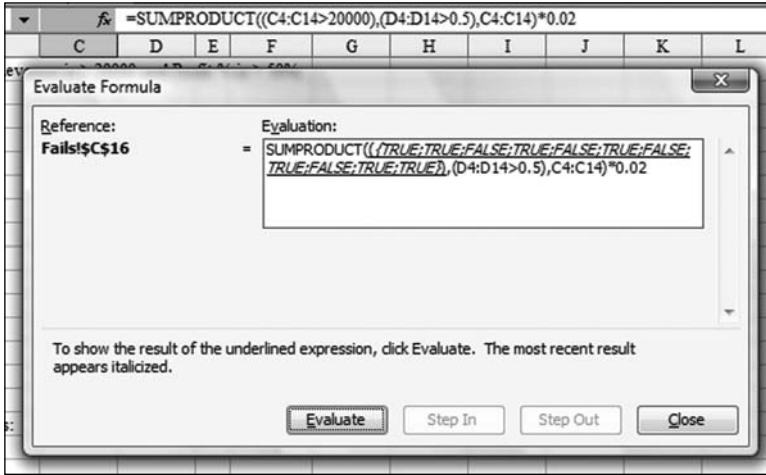 fx =SUMPRODUCT((C4:C14>20000),(D4:D14>0.5),C4:C14)*0.02
C D E F G H I J K L
Evaluate Formula
Reference: Evaluation:
Fails!$C$16 = SUMPRODUCT(({TRUE;TRUE;FALSE;TRUE;FALSE;TRUE;FALSE;
TRUE;FALSE;TRUE;TRUE}),(D4:D14>0.5),C4:C14)*0.02
To show the result of the underlined expression, click Evaluate. The most recent result
appears italicized.
Evaluate Step In Step Out Close
s: